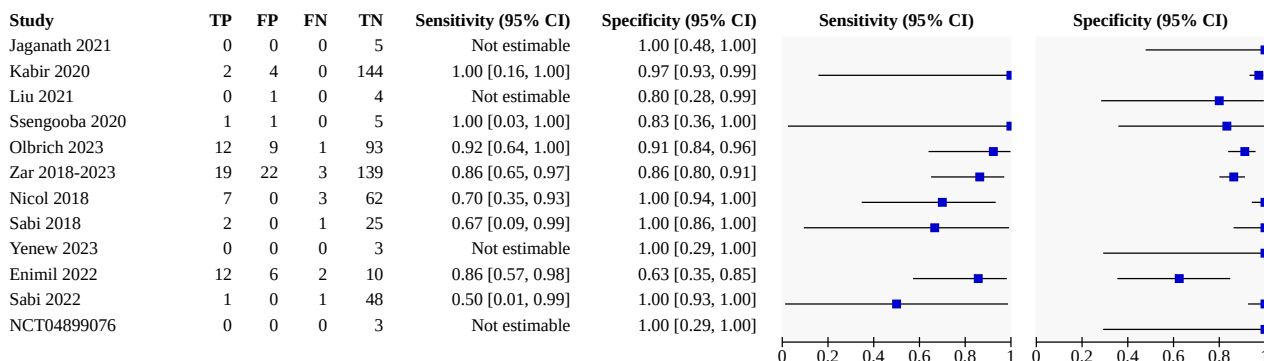 Study TP FP FN TN Sensitivity (95% CI) Specificity (95% CI) Sensitivity (95% CI) Specificity (95% CI)
Jaganath 2021 0 0 0 5 Not estimable 1.00 [0.48, 1.00]
Kabir 2020 2 4 0 144 1.00 [0.16, 1.00] 0.97 [0.93, 0.99]
Liu 2021 0 1 0 4 Not estimable 0.80 [0.28, 0.99]
Ssengooba 2020 1 1 0 5 1.00 [0.03, 1.00] 0.83 [0.36, 1.00]
Olbrich 2023 12 9 1 93 0.92 [0.64, 1.00] 0.91 [0.84, 0.96]
Zar 2018-2023 19 22 3 139 0.86 [0.65, 0.97] 0.86 [0.80, 0.91]
Nicol 2018 7 0 3 62 0.70 [0.35, 0.93] 1.00 [0.94, 1.00]
Sabi 2018 2 0 1 25 0.67 [0.09, 0.99] 1.00 [0.86, 1.00]
Yenew 2023 0 0 0 3 Not estimable 1.00 [0.29, 1.00]
Enimil 2022 12 6 2 10 0.86 [0.57, 0.98] 0.63 [0.35, 0.85]
Sabi 2022 1 0 1 48 0.50 [0.01, 0.99] 1.00 [0.93, 1.00]
NCT04899076 0 0 0 3 Not estimable 1.00 [0.29, 1.00]
0 0.2 0.4 0.6 0.8 1 0 0.2 0.4 0.6 0.8 1